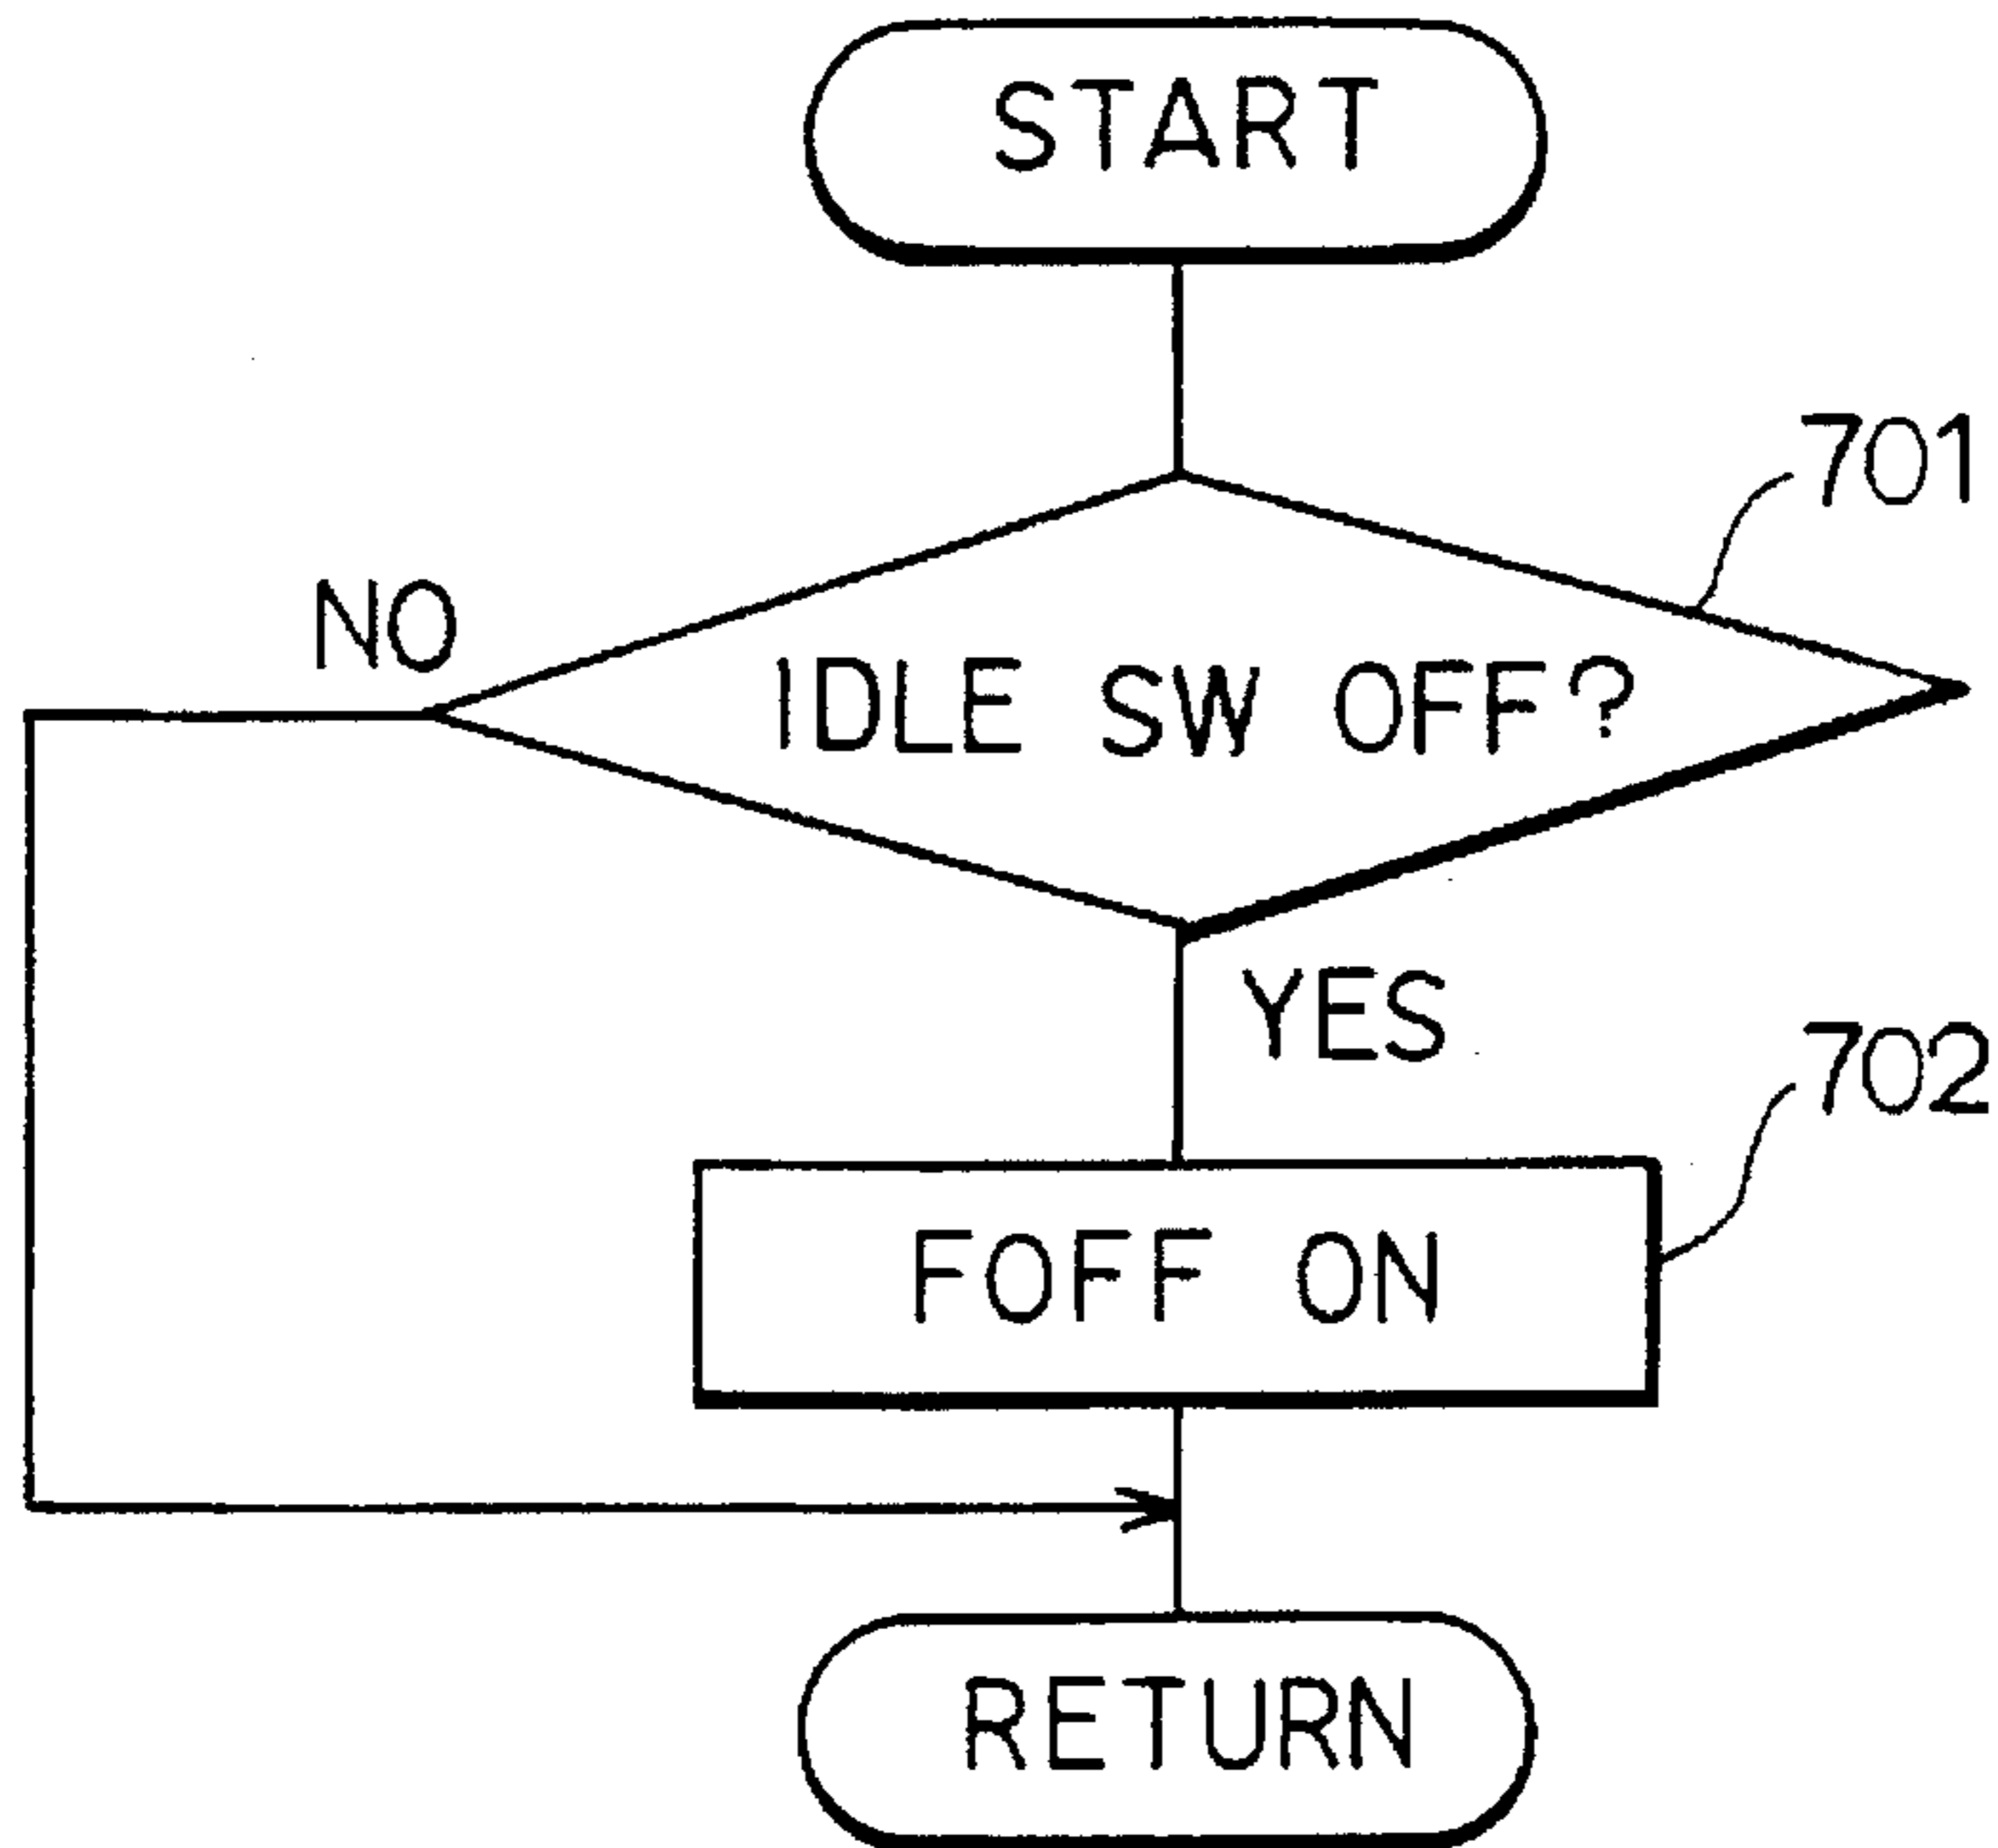 START
701
NO
IDLE SW OFF?
YES
702
FOFF ON
RETURN